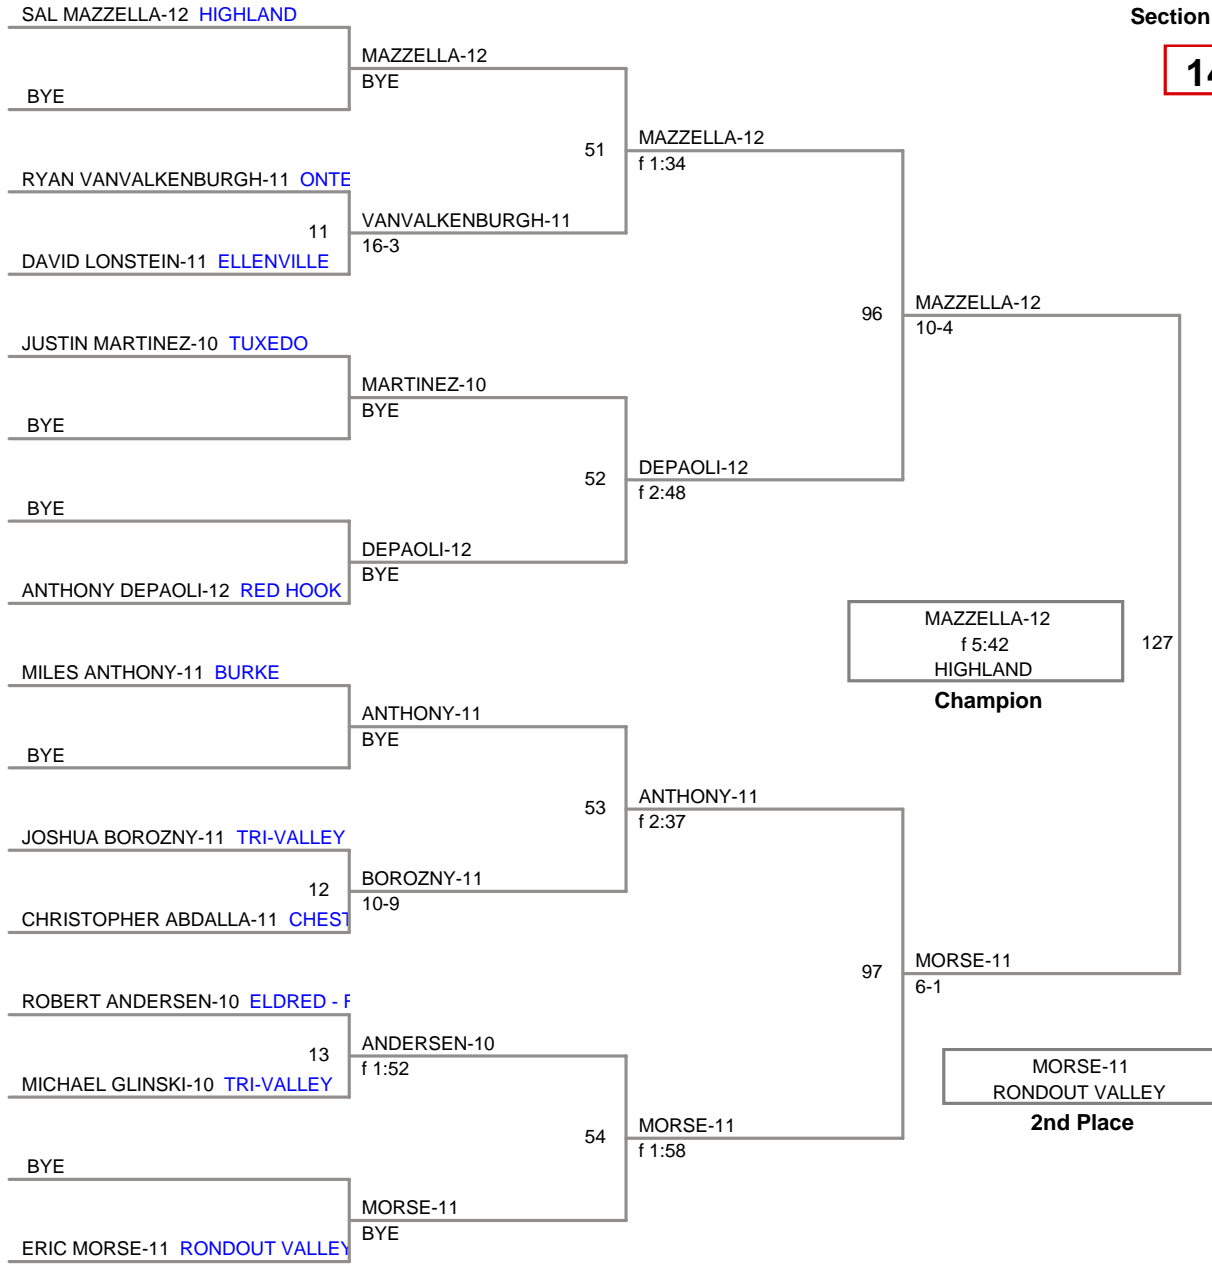 Section
14
SAL MAZZELLA-12 HIGHLAND
BYE
RYAN VANVALKENBURGH-11 ONTE
11
DAVID LONSTEIN-11 ELLENVILLE
JUSTIN MARTINEZ-10 TUXEDO
BYE
BYE
ANTHONY DEPAOLI-12 RED HOOK
MILES ANTHONY-11 BURKE
BYE
JOSHUA BOROZNY-11 TRI-VALLEY
12
CHRISTOPHER ABDALLA-11 CHEST
ROBERT ANDERSEN-10 ELDRED - F
13
MICHAEL GLINSKI-10 TRI-VALLEY
BYE
ERIC MORSE-11 RONDOUT VALLEY
MAZZELLA-12
BYE
51
VANVALKENBURGH-11
16-3
MARTINEZ-10
BYE
52
DEPAOLI-12
BYE
ANTHONY-11
BYE
53
BOROZNY-11
10-9
ANDERSEN-10
f 1:52
54
MORSE-11
BYE
MAZZELLA-12
f 1:34
96
DEPAOLI-12
f 2:48
ANTHONY-11
f 2:37
97
MORSE-11
f 1:58
MAZZELLA-12
10-4
127
MORSE-11
6-1
MAZZELLA-12
f 5:42
HIGHLAND
Champion
MORSE-11
RONDOUT VALLEY
2nd Place